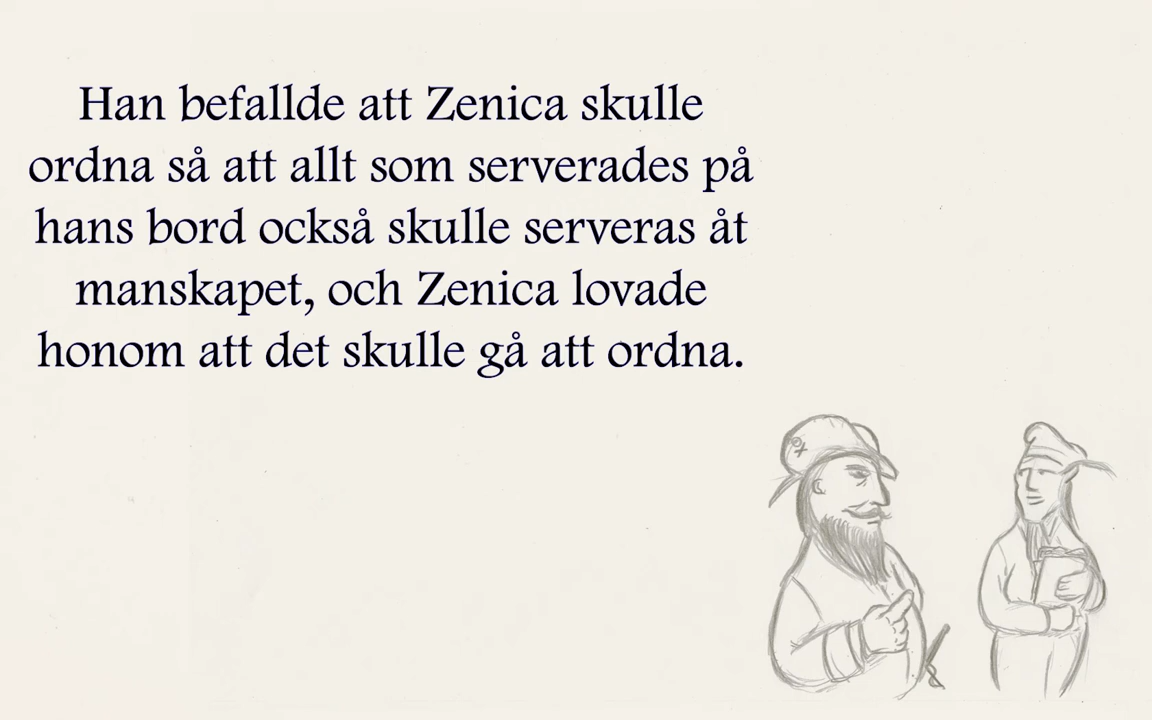 Han befallde att Zenica skulle
ordna så att allt som serverades på
hans bord också skulle serveras åt
manskapet, och Zenica lovade
honom att det skulle gå att ordna.